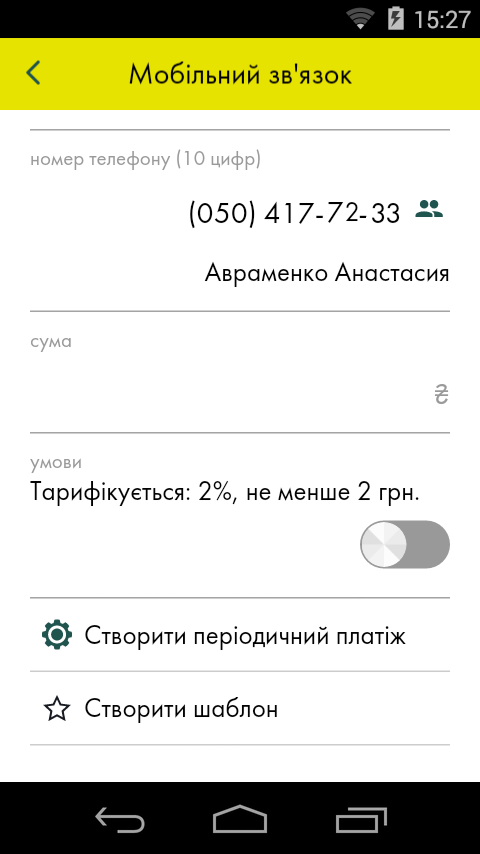 15:27
Мобільний зв'язок
номер телефону (10 цифр)
(050) 417-72-33
Авраменко Анастасия
сума
₴
умови
Тарифікується: 2%, не менше 2 грн.
Створити періодичний платіж
Створити шаблон